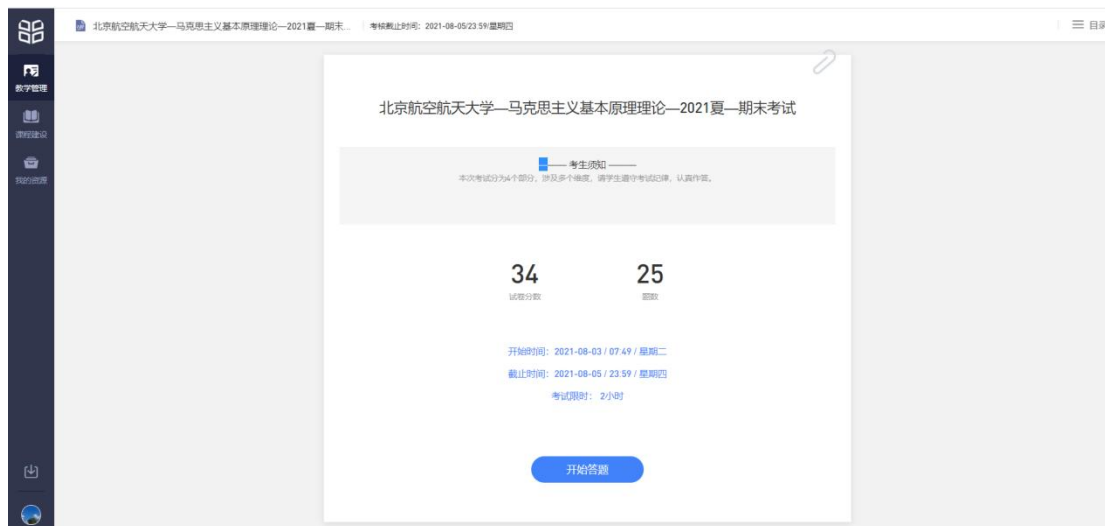 北京航空航天大学—马克思主义基本原理理论—2021夏—期末...
考核截止时间：2021-08-05/23:59/星期四
目录
教学管理
课程建设
我的资源
北京航空航天大学—马克思主义基本原理理论—2021夏—期末考试
——— 考生须知 ———
本次考试分为4个部分，涉及多个维度，请学生遵守考试纪律，认真作答。
34
25
试卷分数
题数
开始时间：2021-08-03 / 07:49 / 星期二
截止时间：2021-08-05 / 23:59 / 星期四
考试限时： 2小时
开始答题